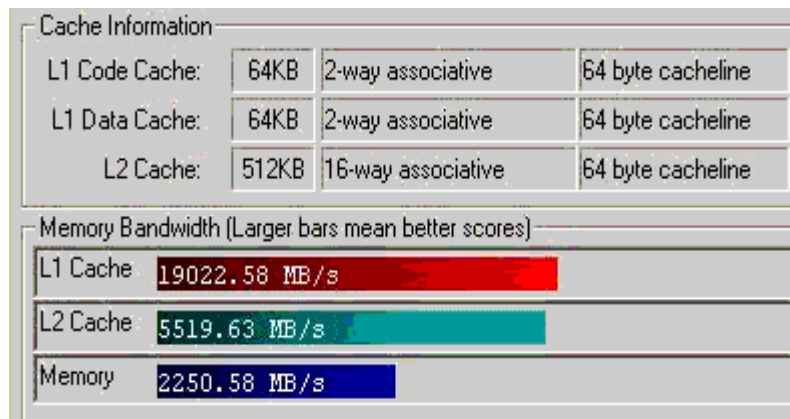 Cache Information
L1 Code Cache: 64KB 2-way associative 64 byte cacheline
L1 Data Cache: 64KB 2-way associative 64 byte cacheline
L2 Cache: 512KB 16-way associative 64 byte cacheline
Memory Bandwidth (Larger bars mean better scores)
L1 Cache 19022.58 MB/s
L2 Cache 5519.63 MB/s
Memory 2250.58 MB/s